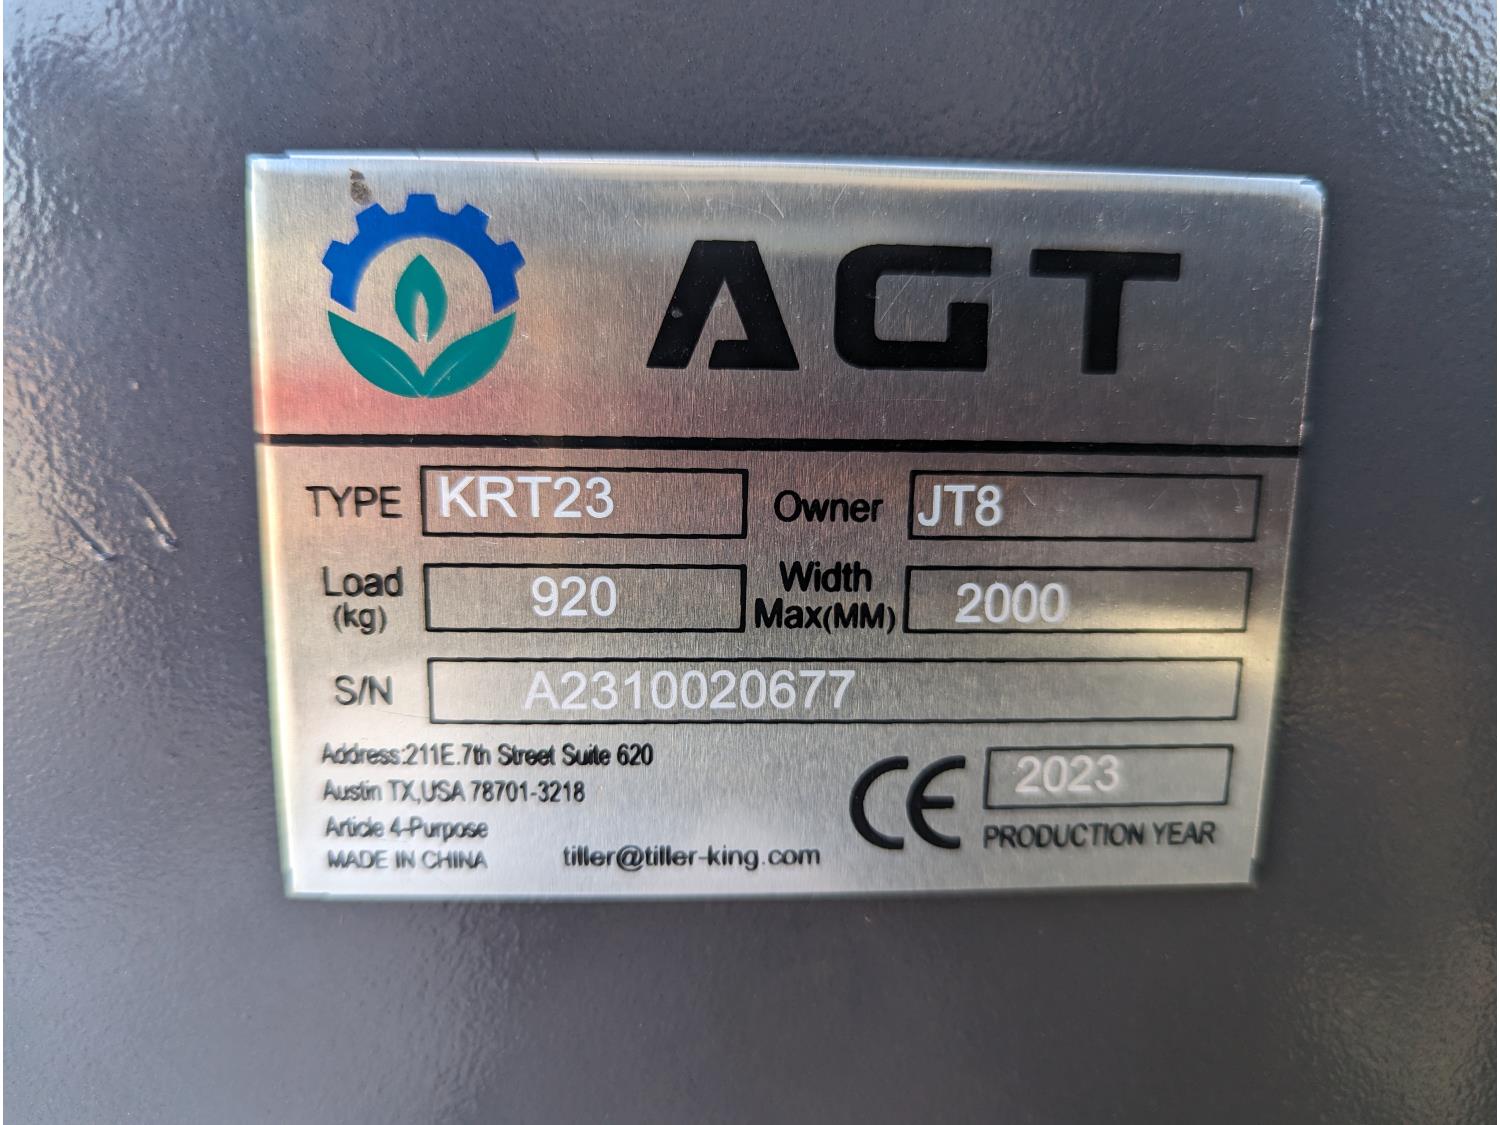 AGT
TYPE KRT23 Owner JT8
Load (kg) 920 Width Max(MM) 2000
S/N A2310020677
Address:211E.7th Street Suite 620
Austin TX,USA 78701-3218
Article 4-Purpose
MADE IN CHINA
tiller@tiller-king.com
CE 2023
PRODUCTION YEAR